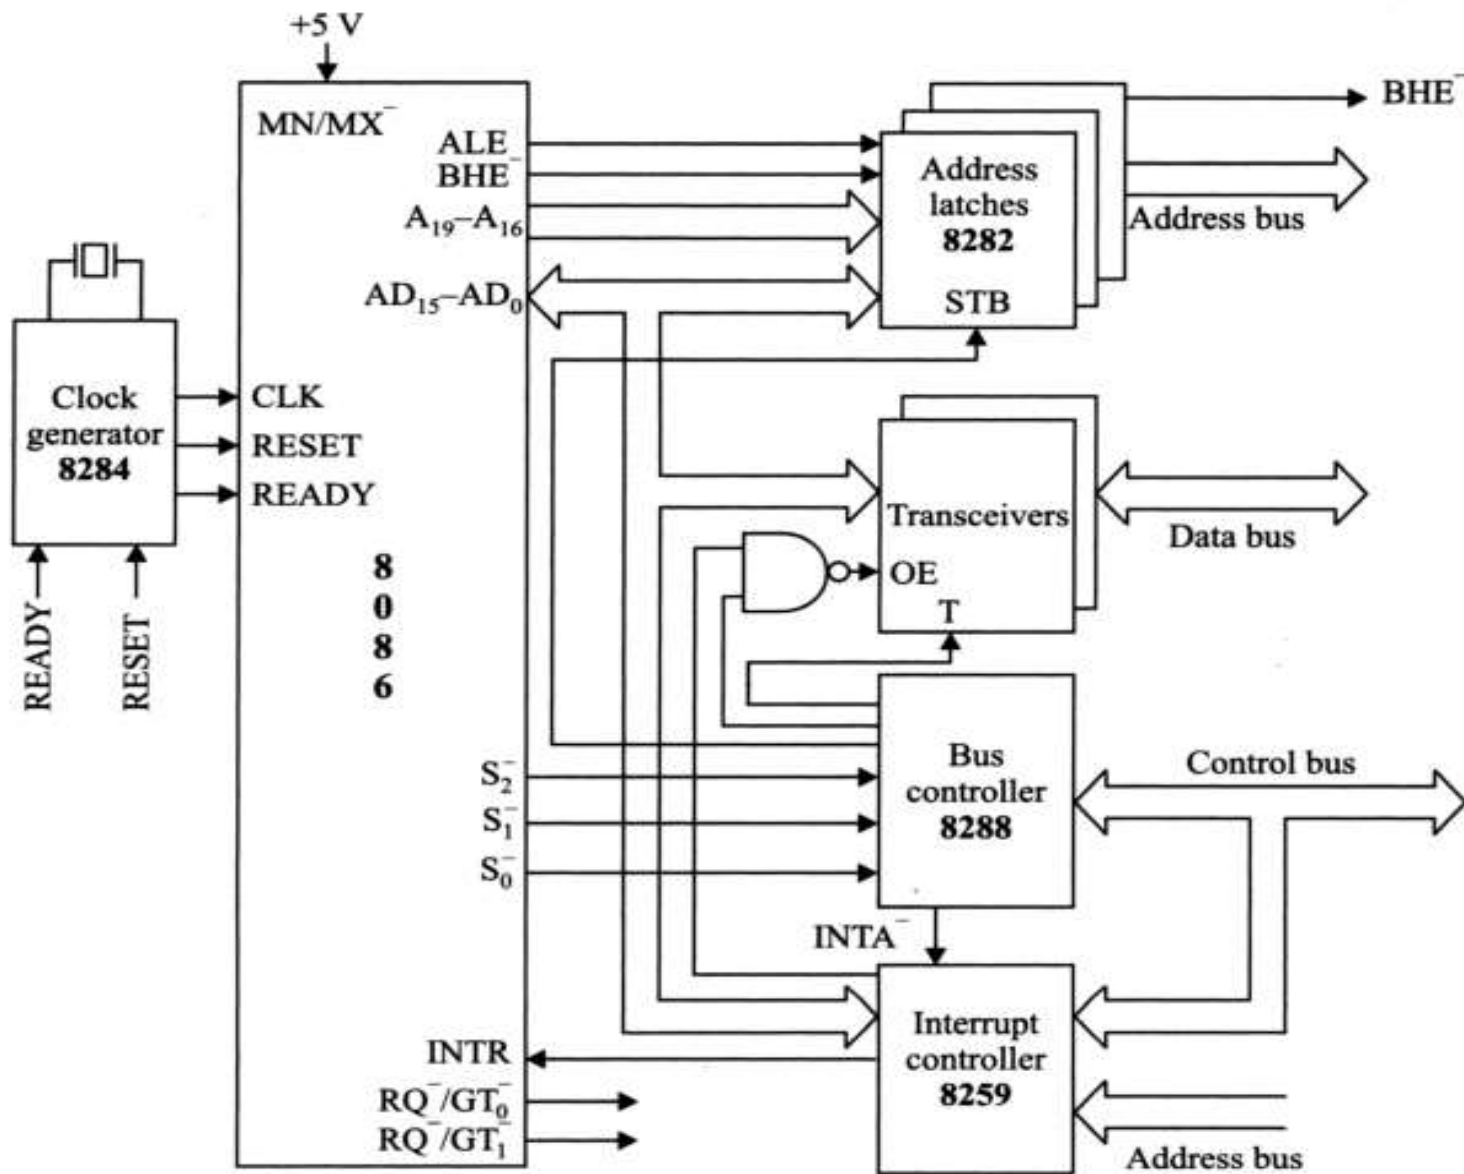 +5 V
MN/MX⁻
ALE
BHE⁻
A₁₉–A₁₆
AD₁₅–AD₀
Clock
generator
8284
CLK
RESET
READY
READY
RESET
8
0
8
6
S₂⁻
S₁⁻
S₀⁻
INTR
RQ⁻/GT₀⁻
RQ⁻/GT₁⁻
Address
latches
8282
STB
BHE⁻
Address bus
Transceivers
OE
T
Data bus
Bus
controller
8288
Control bus
INTA⁻
Interrupt
controller
8259
Address bus